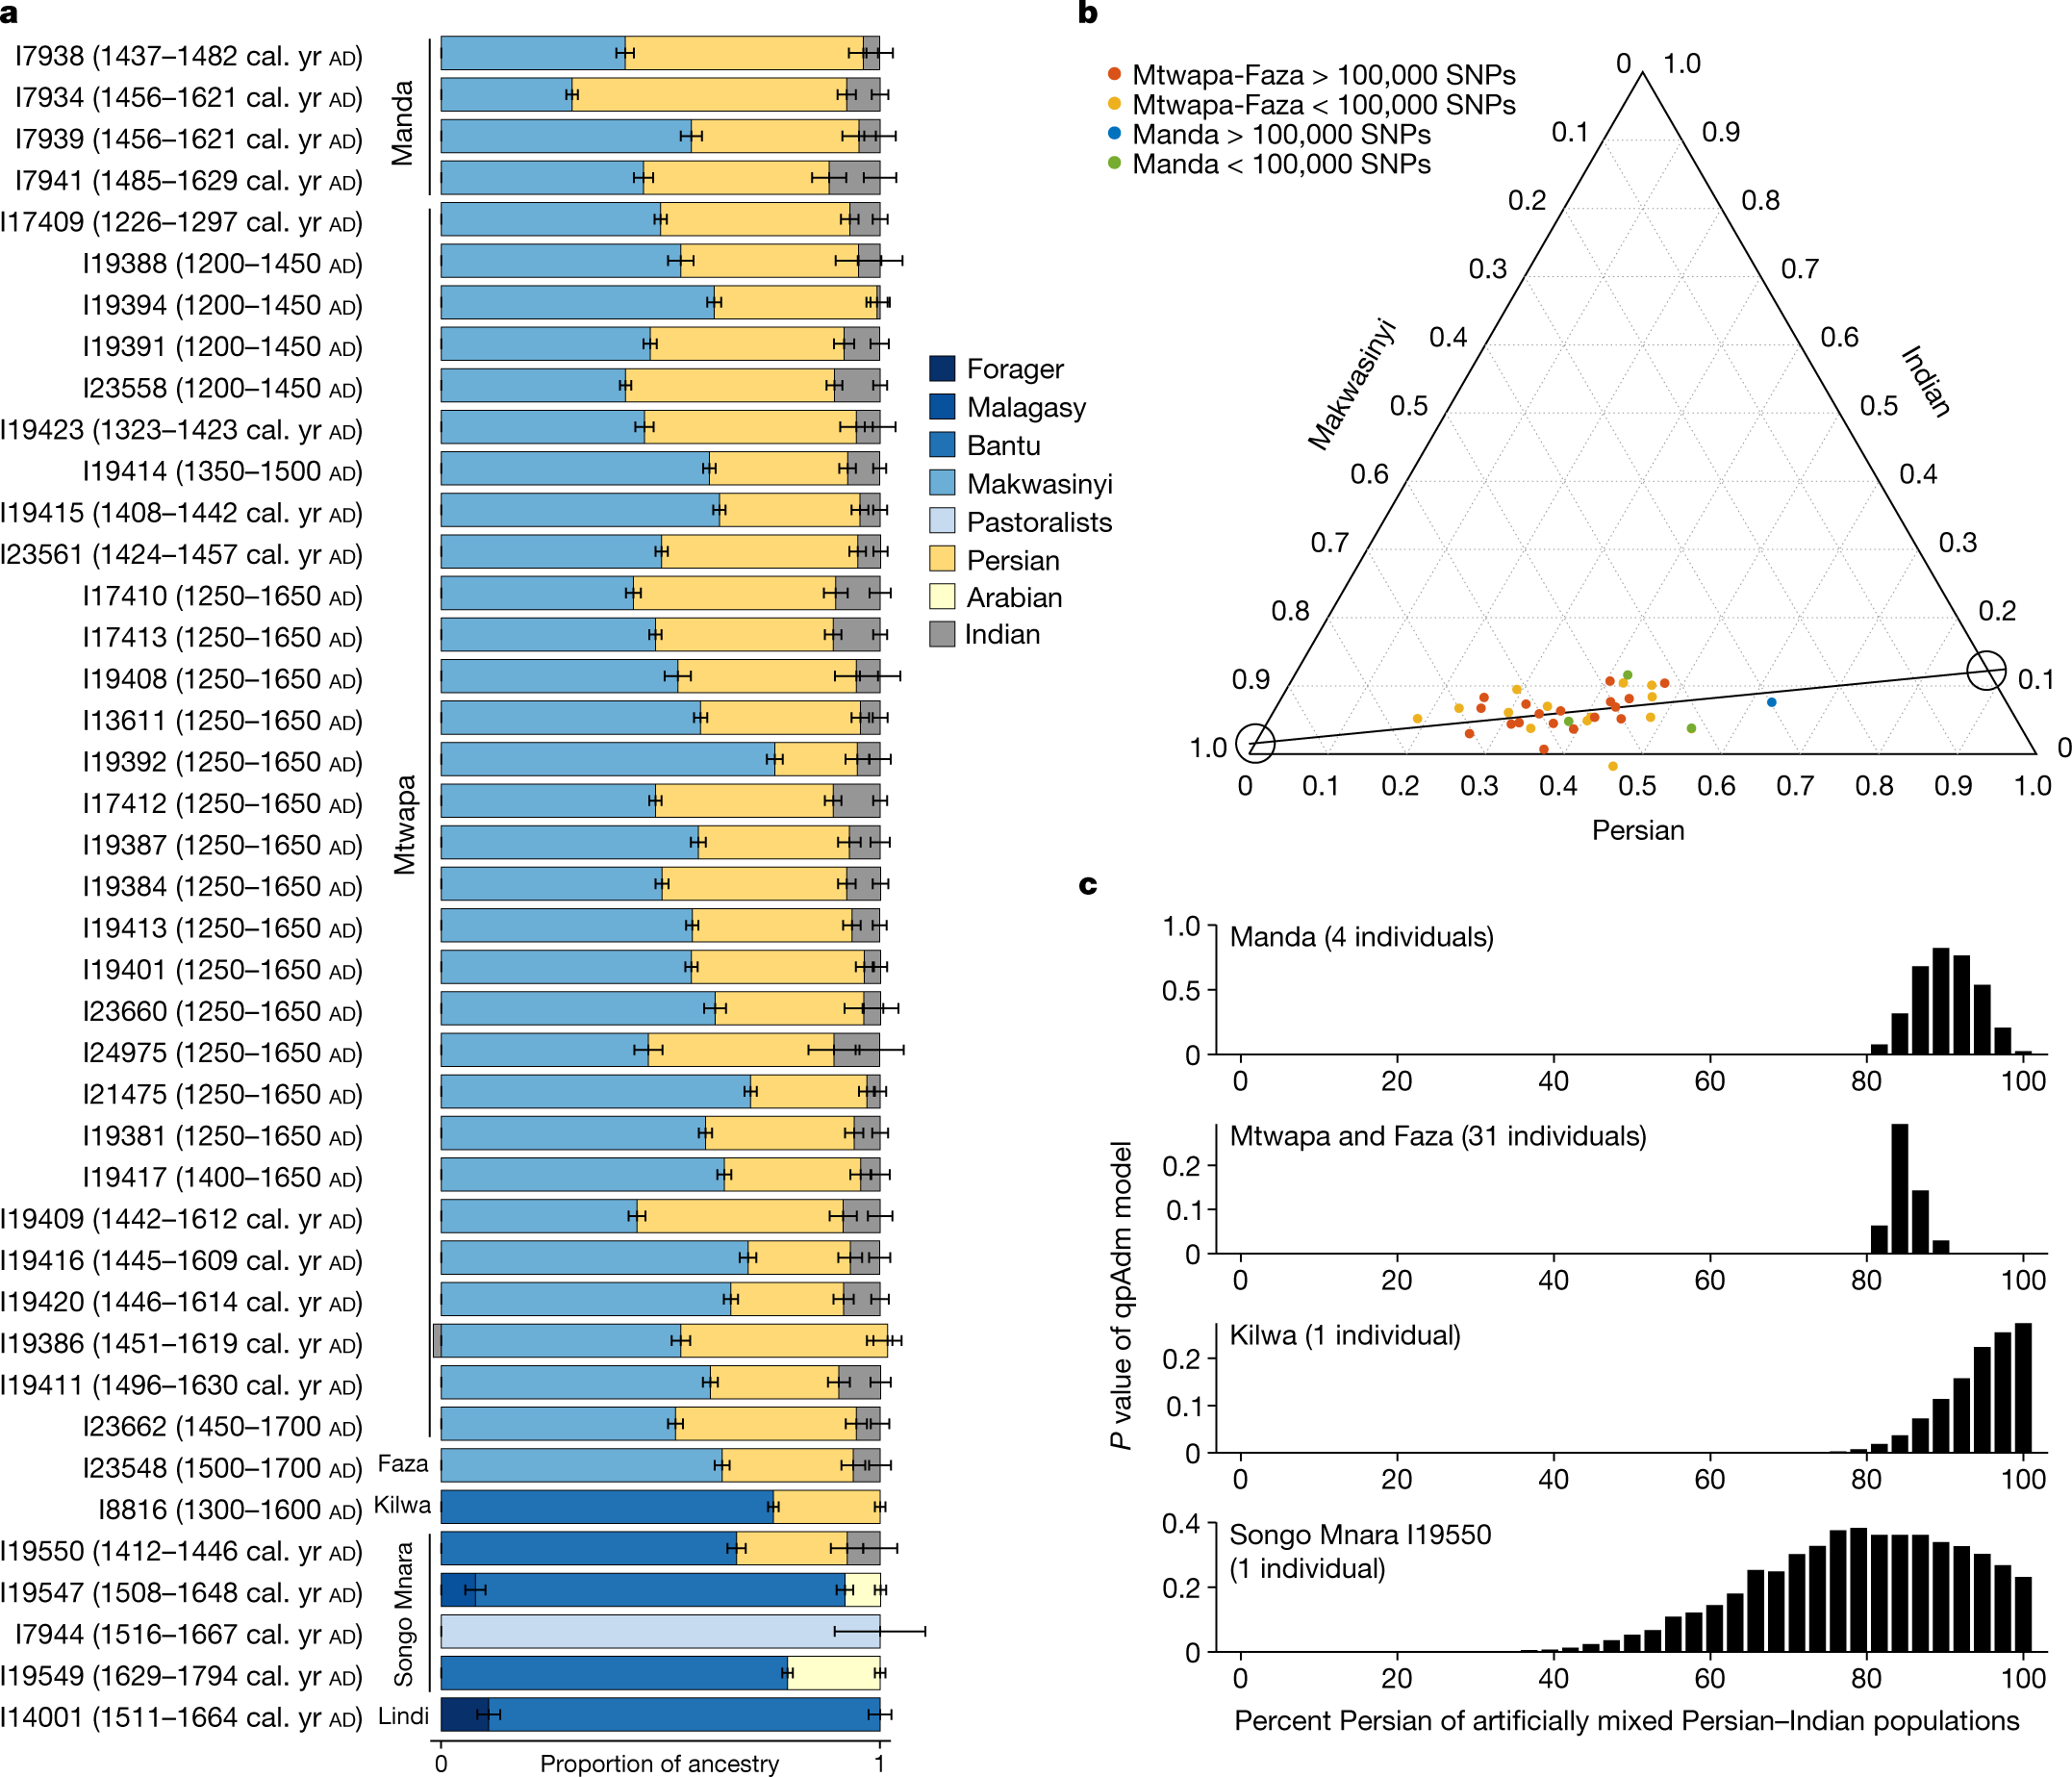 a
I7938 (1437–1482 cal. yr AD)
I7934 (1456–1621 cal. yr AD)
I7939 (1456–1621 cal. yr AD)
I7941 (1485–1629 cal. yr AD)
Manda
I17409 (1226–1297 cal. yr AD)
I19388 (1200–1450 AD)
I19394 (1200–1450 AD)
I19391 (1200–1450 AD)
I23558 (1200–1450 AD)
I19423 (1323–1423 cal. yr AD)
I19414 (1350–1500 AD)
I19415 (1408–1442 cal. yr AD)
I23561 (1424–1457 cal. yr AD)
I17410 (1250–1650 AD)
I17413 (1250–1650 AD)
I19408 (1250–1650 AD)
I13611 (1250–1650 AD)
I19392 (1250–1650 AD)
I17412 (1250–1650 AD)
I19387 (1250–1650 AD)
I19384 (1250–1650 AD)
I19413 (1250–1650 AD)
I19401 (1250–1650 AD)
I23660 (1250–1650 AD)
I24975 (1250–1650 AD)
I21475 (1250–1650 AD)
I19381 (1250–1650 AD)
I19417 (1400–1650 AD)
I19409 (1442–1612 cal. yr AD)
I19416 (1445–1609 cal. yr AD)
I19420 (1446–1614 cal. yr AD)
I19386 (1451–1619 cal. yr AD)
I19411 (1496–1630 cal. yr AD)
I23662 (1450–1700 AD)
Mtwapa
I23548 (1500–1700 AD) Faza
I8816 (1300–1600 AD) Kilwa
I19550 (1412–1446 cal. yr AD)
I19547 (1508–1648 cal. yr AD)
I7944 (1516–1667 cal. yr AD)
I19549 (1629–1794 cal. yr AD)
Songo Mnara
I14001 (1511–1664 cal. yr AD) Lindi
0 Proportion of ancestry 1
Forager
Malagasy
Bantu
Makwasinyi
Pastoralists
Persian
Arabian
Indian
b
Mtwapa-Faza > 100,000 SNPs
Mtwapa-Faza < 100,000 SNPs
Manda > 100,000 SNPs
Manda < 100,000 SNPs
0 1.0
0.1 0.9
0.2 0.8
0.3 0.7
0.4 0.6
0.5 0.5
0.6 0.4
0.7 0.3
0.8 0.2
0.9 0.1
1.0 0
Makwasinyi
Indian
0 0.1 0.2 0.3 0.4 0.5 0.6 0.7 0.8 0.9 1.0
Persian
c
P value of qpAdm model
Manda (4 individuals)
1.0
0.5
0
0 20 40 60 80 100
Mtwapa and Faza (31 individuals)
0.2
0.1
0
0 20 40 60 80 100
Kilwa (1 individual)
0.2
0.1
0
0 20 40 60 80 100
Songo Mnara I19550
(1 individual)
0.4
0.2
0
0 20 40 60 80 100
Percent Persian of artificially mixed Persian–Indian populations